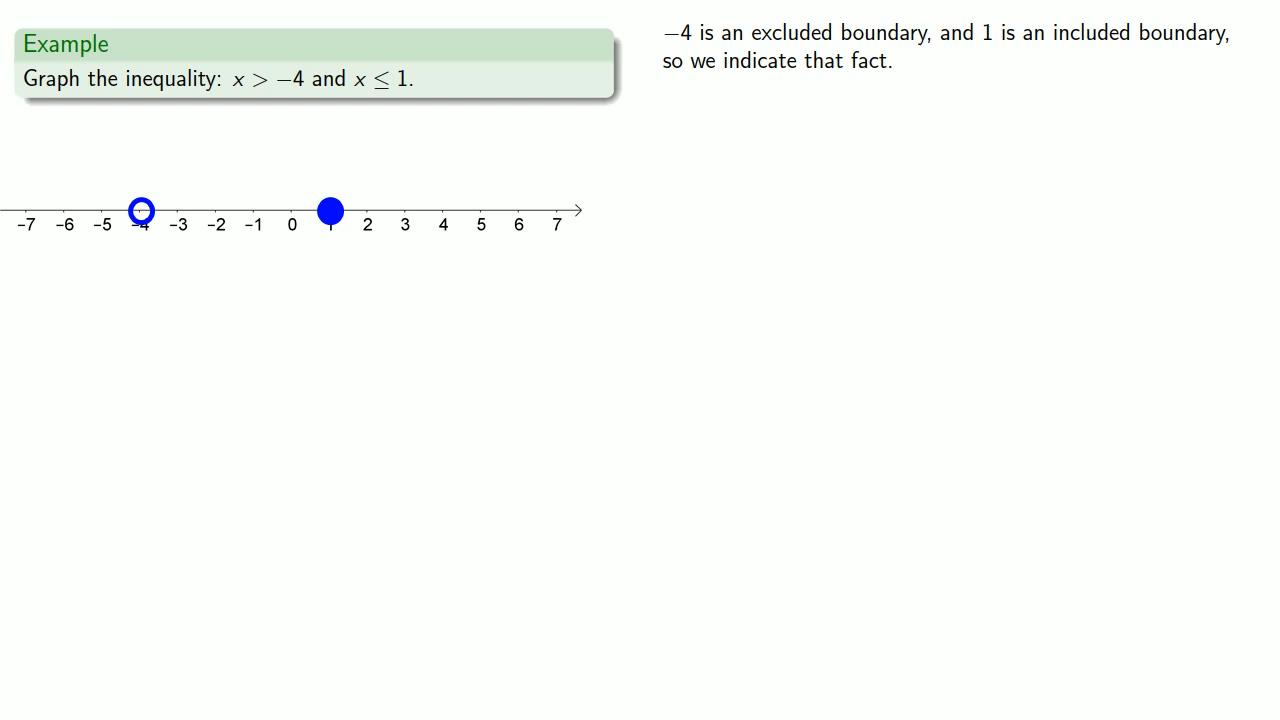 Example
Graph the inequality: x > −4 and x ≤ 1.
−4 is an excluded boundary, and 1 is an included boundary,
so we indicate that fact.
-7 -6 -5 -4 -3 -2 -1 0 1 2 3 4 5 6 7